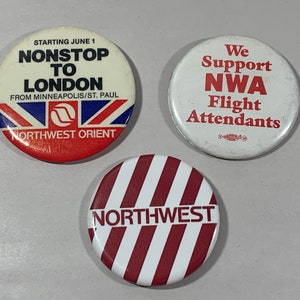 STARTING JUNE 1
NONSTOP
TO
LONDON
FROM MINNEAPOLIS/ST. PAUL
NORTHWEST ORIENT
We
Support
NWA
Flight
Attendants
NORTHWEST